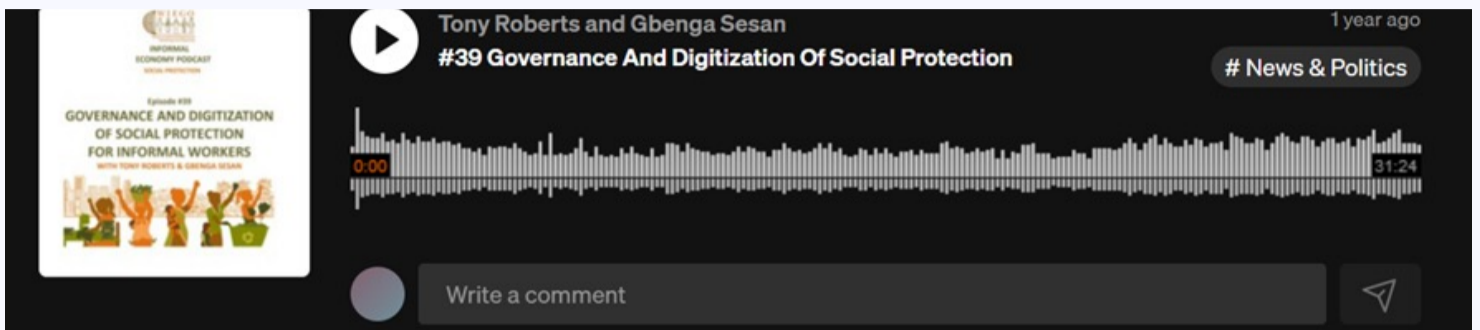 WIEGO
INFORMAL
ECONOMY PODCAST
SOCIAL PROTECTION
Episode #39
GOVERNANCE AND DIGITIZATION
OF SOCIAL PROTECTION
FOR INFORMAL WORKERS
WITH TONY ROBERTS & GBENGA SESAN
Tony Roberts and Gbenga Sesan
1 year ago
#39 Governance And Digitization Of Social Protection
# News & Politics
0:00
31:24
Write a comment